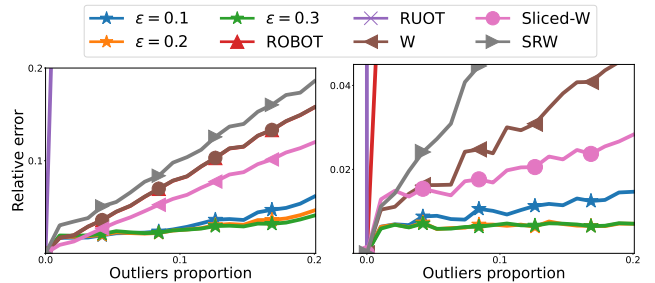 ε = 0.1 ε = 0.3 RUOT Sliced-W
ε = 0.2 ROBOT W SRW
0.2
0.1
0.0 0.1 0.2
Relative error
Outliers proportion
0.04
0.02
0.0 0.1 0.2
Outliers proportion